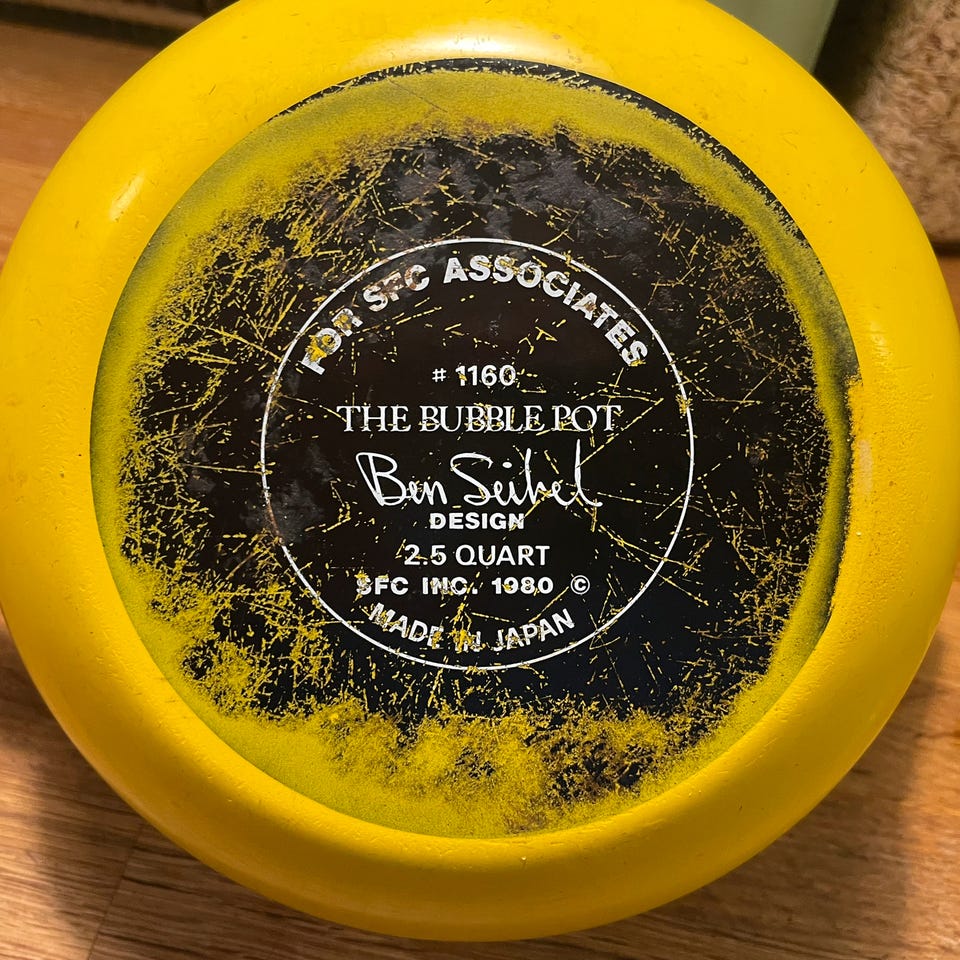 FOR SFC ASSOCIATES
# 1160
THE BUBBLE POT
Ben Seibel
DESIGN
2.5 QUART
SFC INC. 1980 ©
MADE IN JAPAN